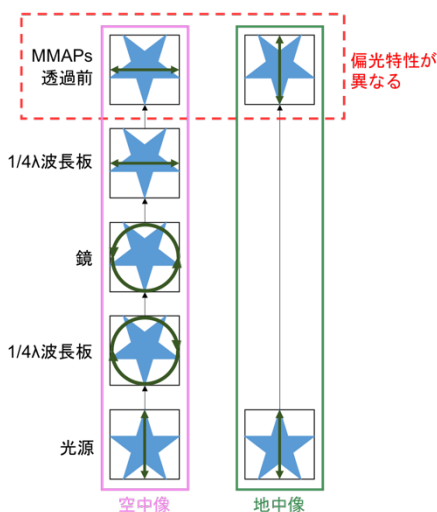 MMAPs
透過前
偏光特性が
異なる
1/4λ波長板
鏡
1/4λ波長板
光源
空中像
地中像